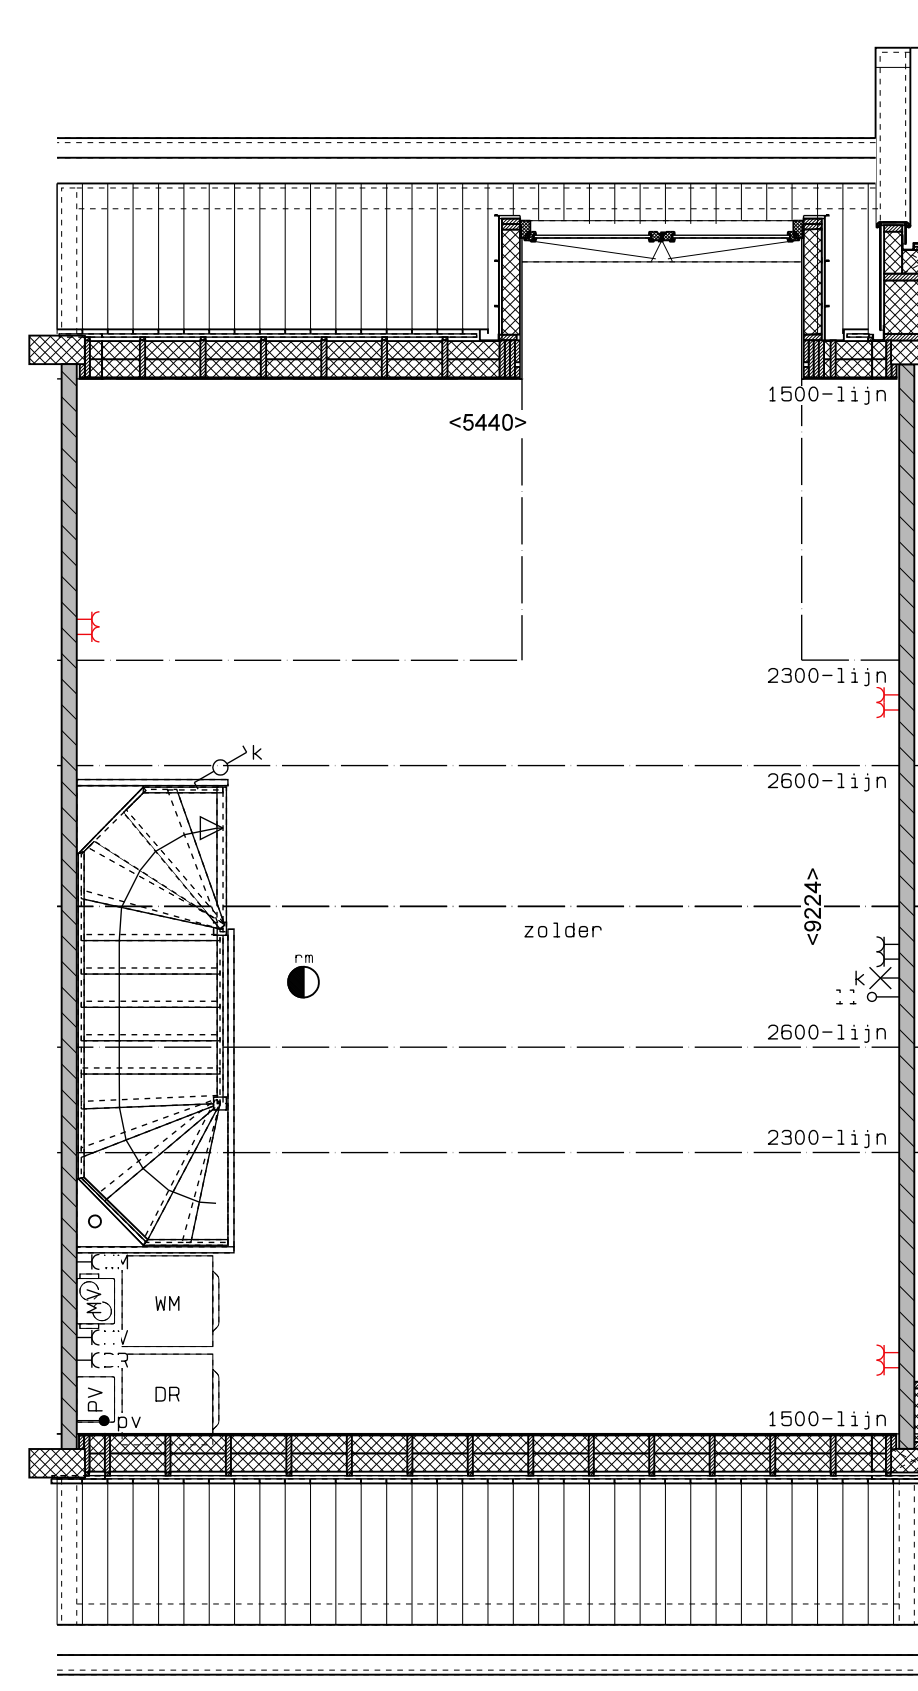 1500-lijn
<5440>
2300-lijn
k
2600-lijn
<9224>
zolder
rm
k
2600-lijn
2300-lijn
MV
WM
PV
DR
pv
1500-lijn